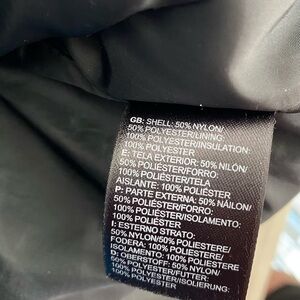 GB: SHELL: 50% NYLON/
50% POLYESTER/LINING:
100% POLYESTER/INSULATION:
100% POLYESTER
E: TELA EXTERIOR: 50% NILÓN/
50% POLIÉSTER/FORRO:
100% POLIÉSTER/TELA
AISLANTE: 100% POLIÉSTER
P: PARTE EXTERNA: 50% NÁILON/
50% POLIÉSTER/FORRO:
100% POLIÉSTER/ISOLAMENTO:
100% POLIÉSTER
I: ESTERNO STRATO:
50% NYLON/50% POLIESTERE/
FODERA: 100% POLIESTERE/
ISOLAMENTO: 100% POLIESTERE
D: OBERSTOFF: 50% NYLON/
50% POLYESTER/FUTTER:
100% POLYESTER/ISOLIERUNG:
100% POLYESTER